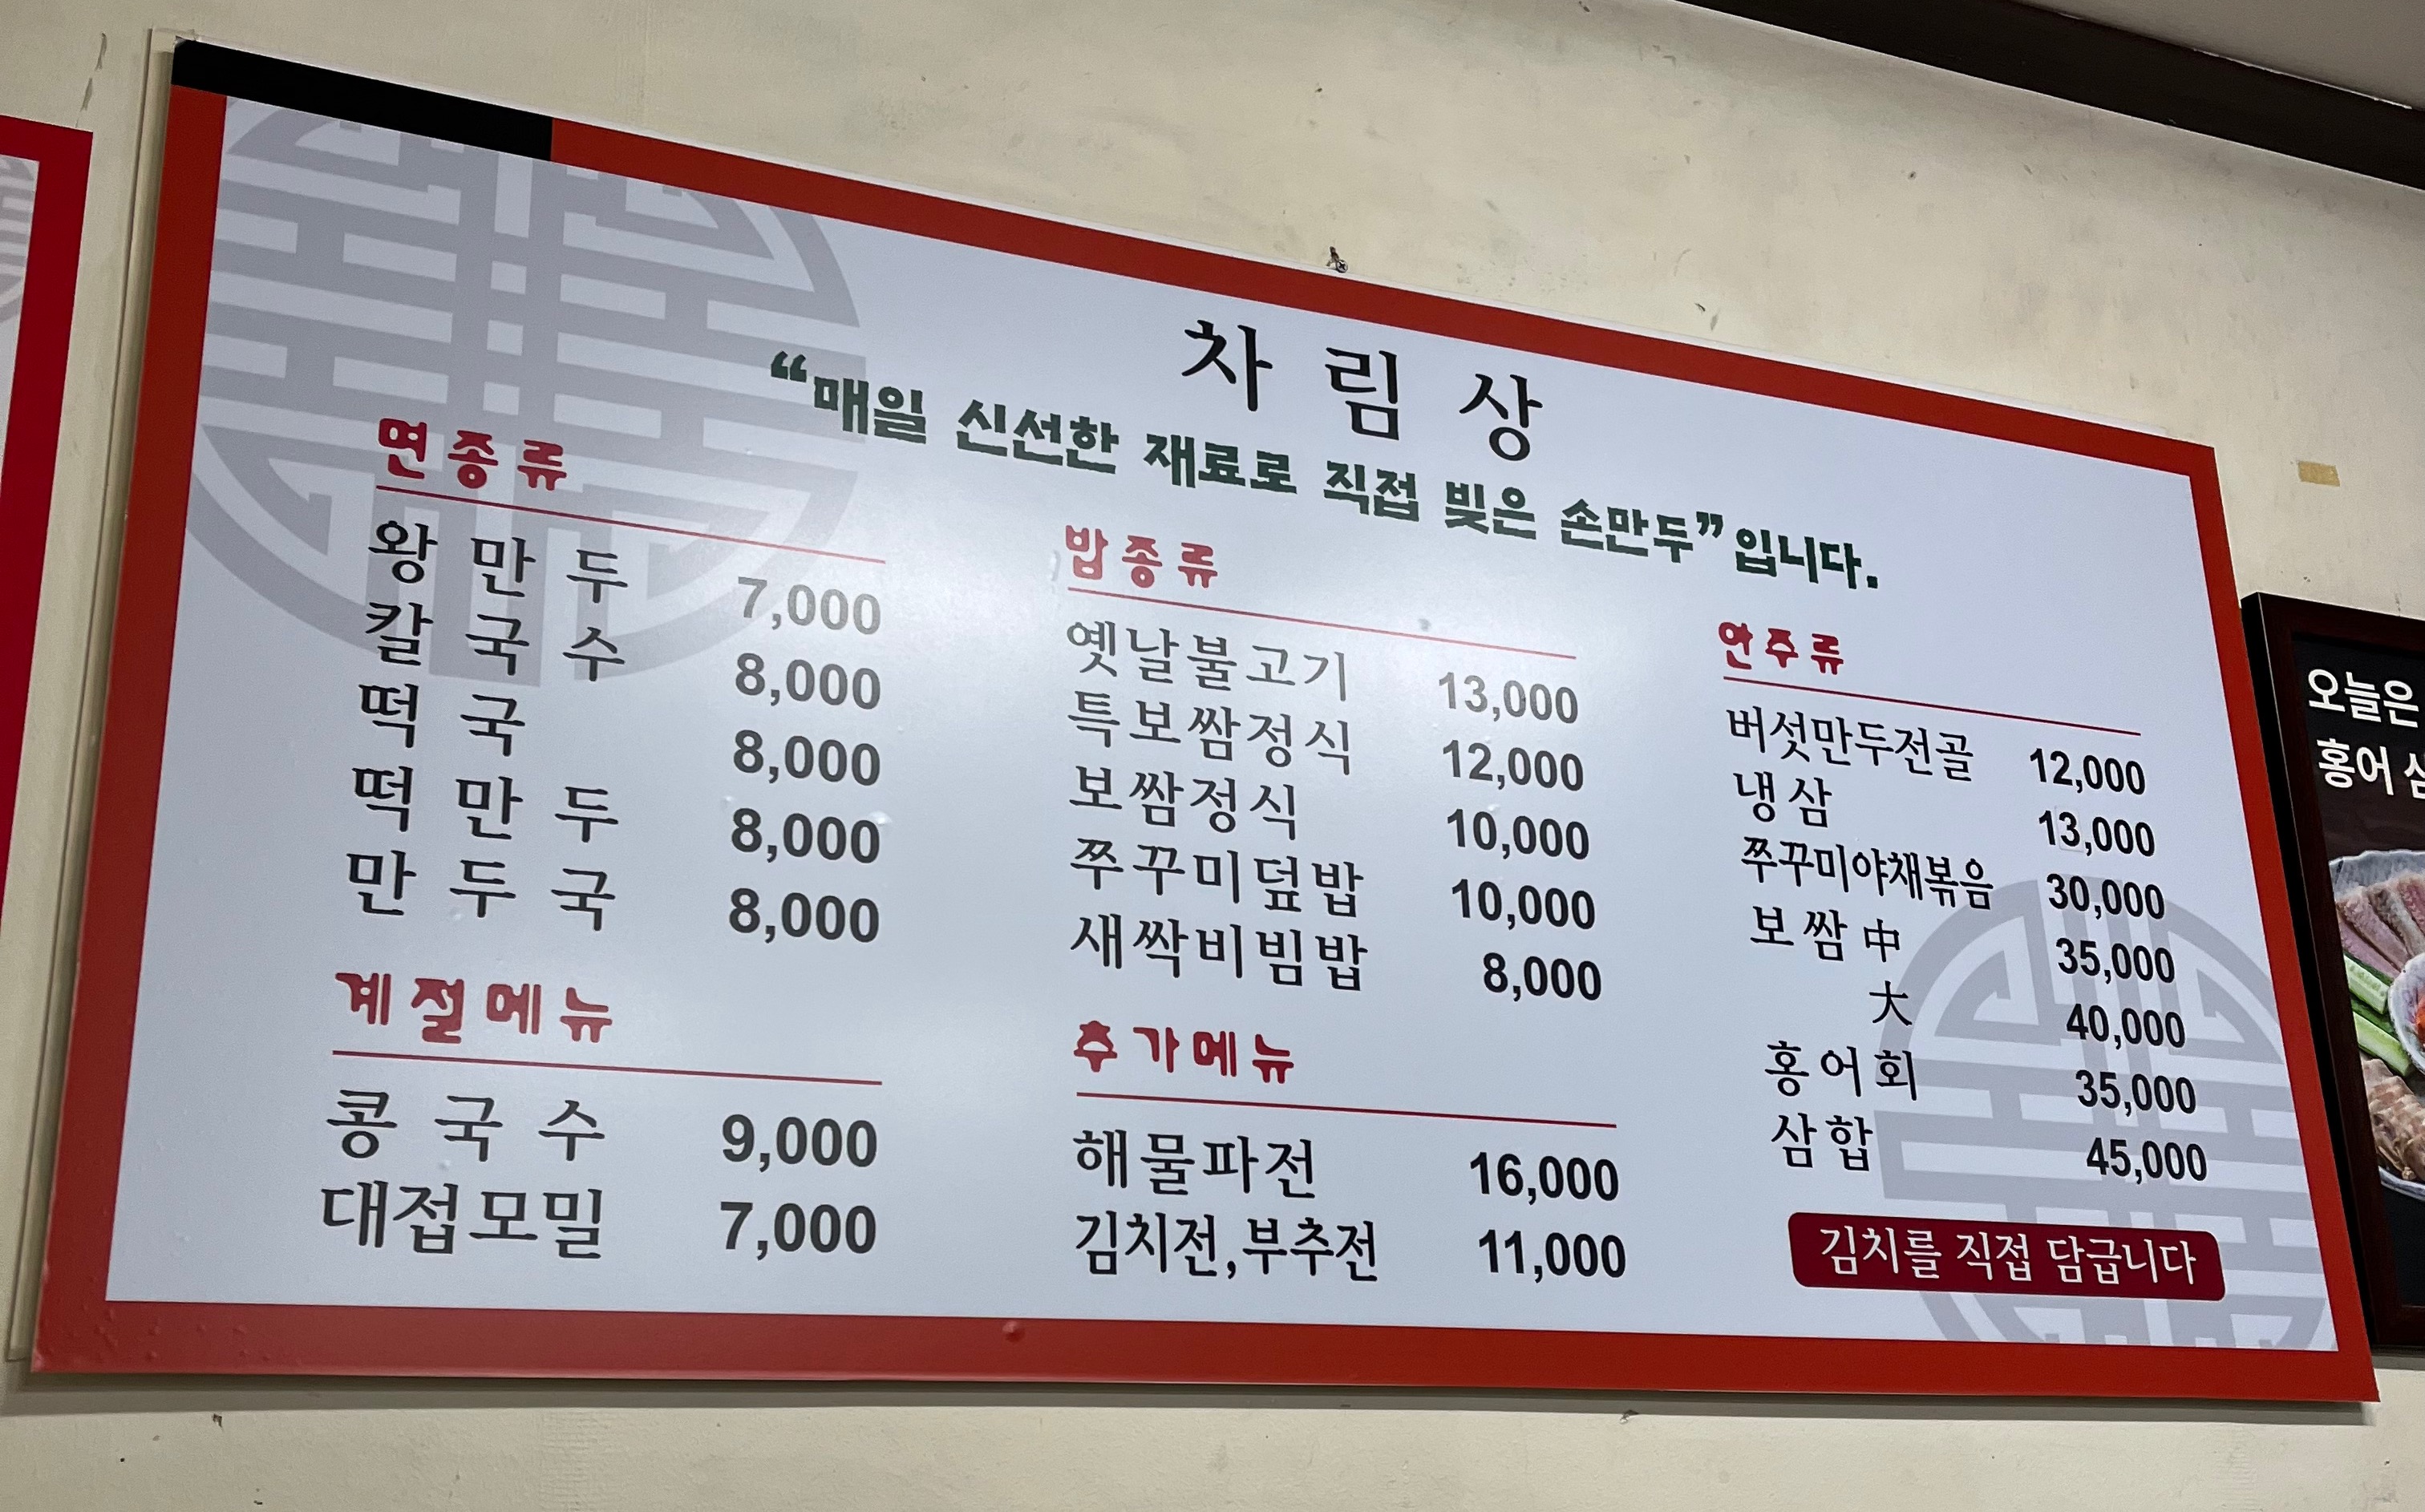 차림상
“매일 신선한 재료로 직접 빚은 손만두”입니다.
면종류
왕만두 7,000
칼국수 8,000
떡국 8,000
떡만두 8,000
만두국 8,000
계절메뉴
콩국수 9,000
대접모밀 7,000
밥종류
옛날불고기 13,000
특보쌈정식 12,000
보쌈정식 10,000
쭈꾸미덮밥 10,000
새싹비빔밥 8,000
추가메뉴
해물파전 16,000
김치전,부추전 11,000
안주류
버섯만두전골 12,000
냉삼 13,000
쭈꾸미야채볶음 30,000
보쌈 中 35,000
大 40,000
홍어회 35,000
삼합 45,000
김치를 직접 담급니다
오늘은
홍어